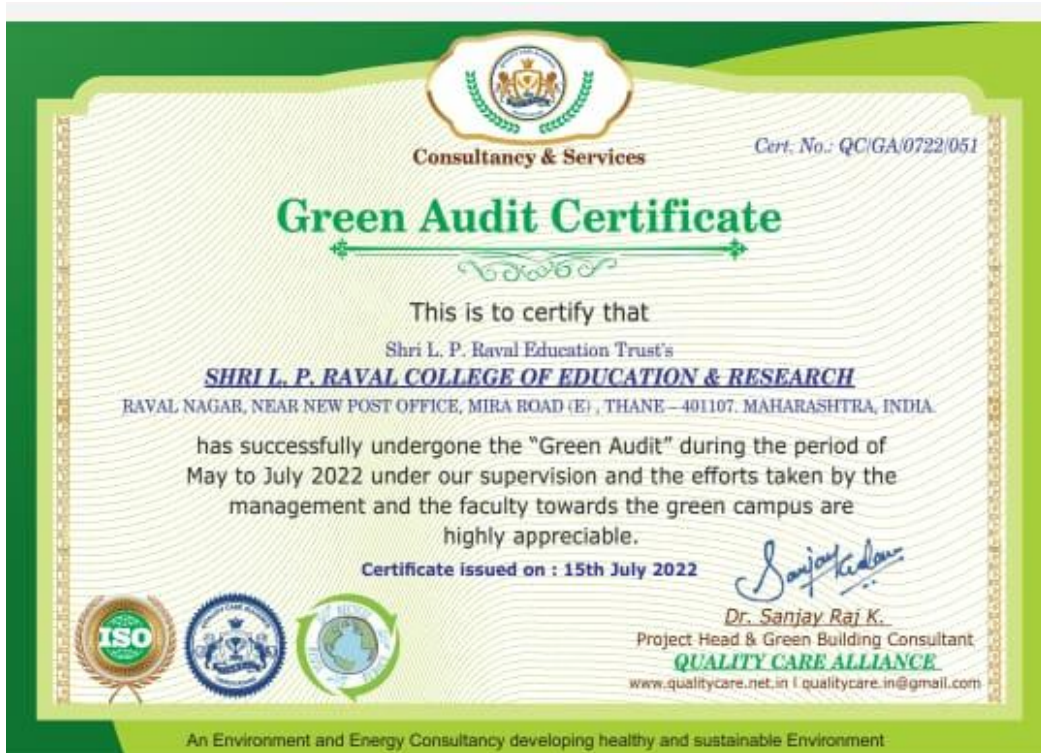 Consultancy & Services
Cert. No.: QC/GA/0722/051
Green Audit Certificate
This is to certify that
Shri L. P. Raval Education Trust's
SHRI L. P. RAVAL COLLEGE OF EDUCATION & RESEARCH
RAVAL NAGAR, NEAR NEW POST OFFICE, MIRA ROAD (E) , THANE – 401107. MAHARASHTRA, INDIA.
has successfully undergone the "Green Audit" during the period of
May to July 2022 under our supervision and the efforts taken by the
management and the faculty towards the green campus are
highly appreciable.
Certificate issued on : 15th July 2022
ISO
Dr. Sanjay Raj K.
Project Head & Green Building Consultant
QUALITY CARE ALLIANCE
www.qualitycare.net.in l qualitycare.in@gmail.com
An Environment and Energy Consultancy developing healthy and sustainable Environment